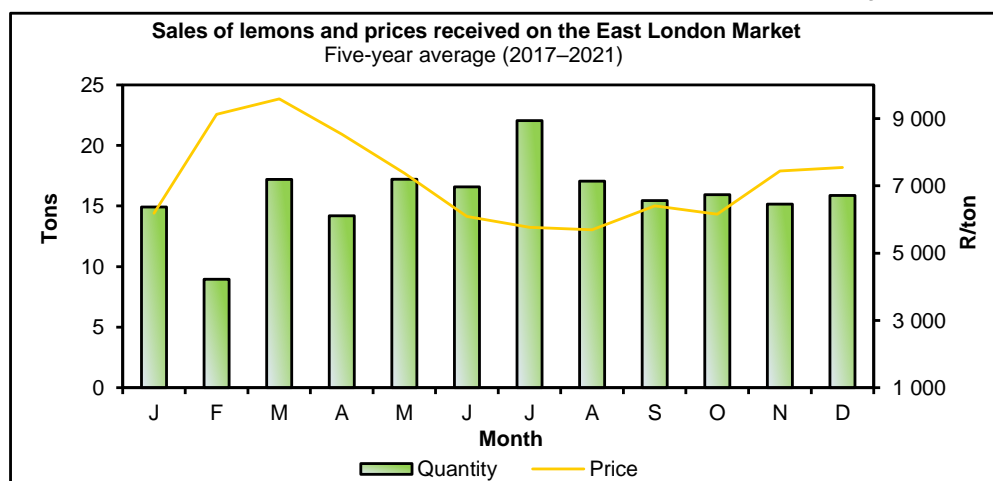 Sales of lemons and prices received on the East London Market
Five-year average (2017–2021)
25
20
15
10
5
0
Tons
9 000
7 000
5 000
3 000
1 000
R/ton
J F M A M J J A S O N D
Month
Quantity Price